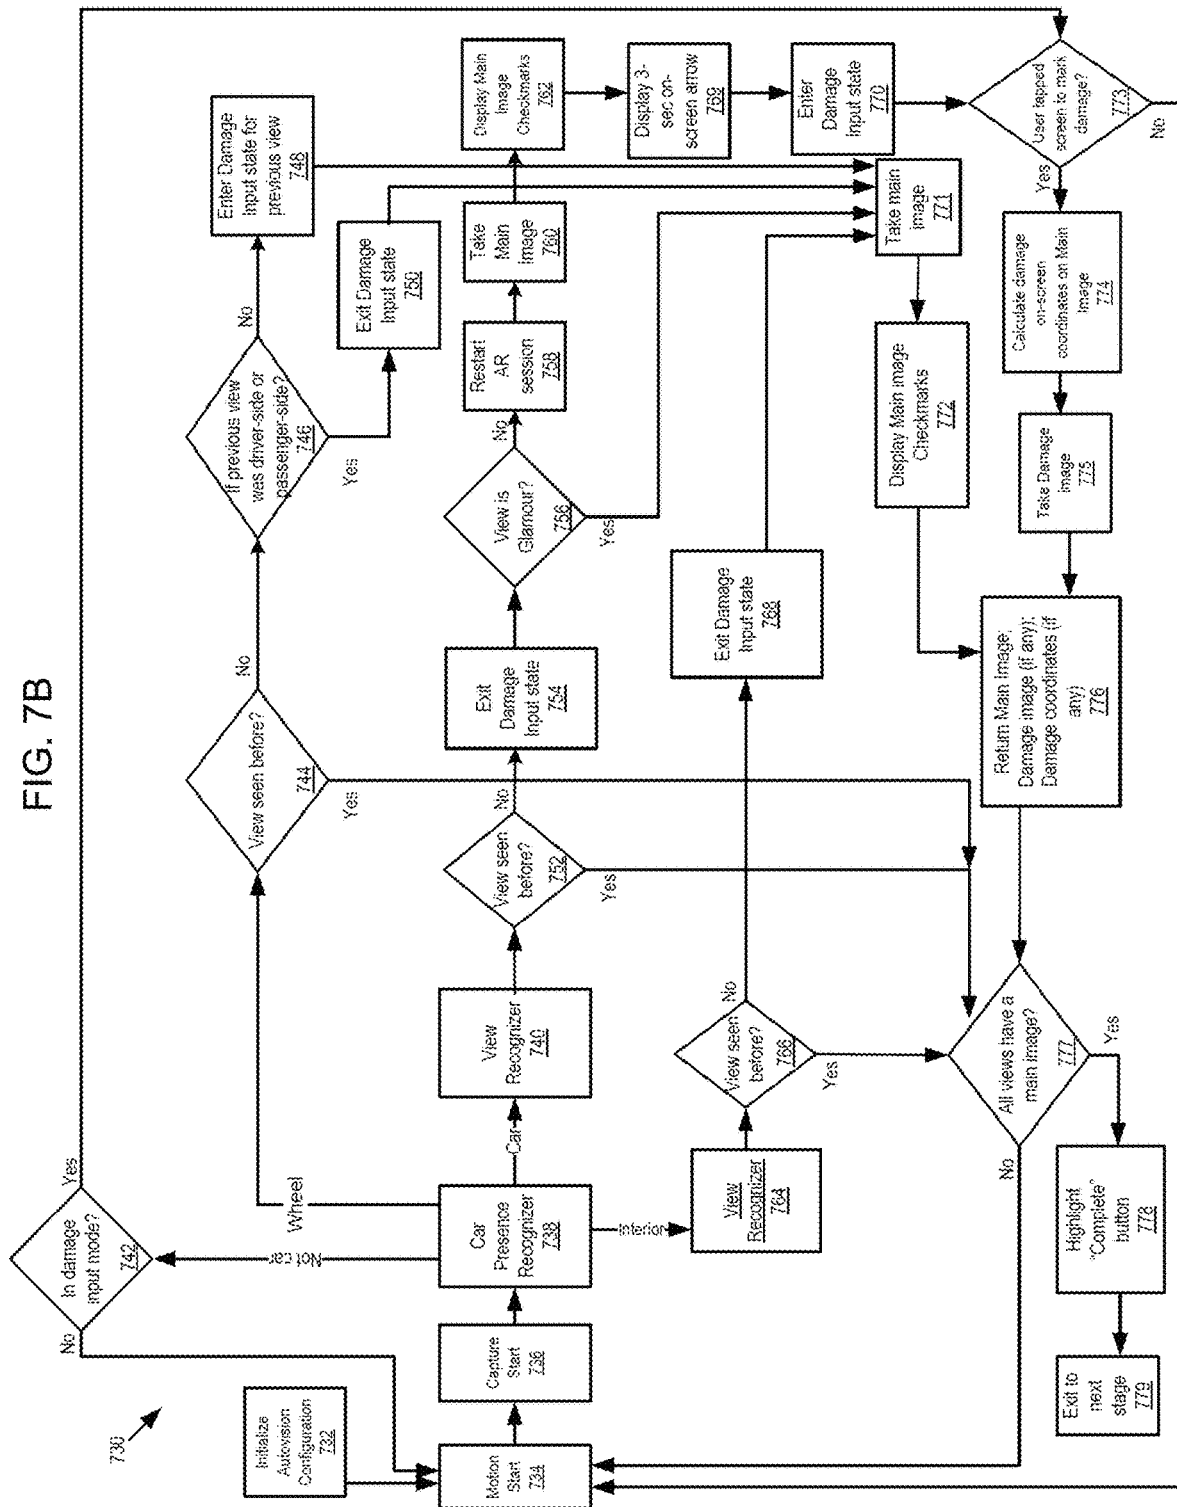 FIG. 7B
730
Initialize
Autovision
Configuration
732
Motion
Start
734
Capture
Start
736
Car
Presence
Recognizer
738
Not car
Wheel
Car
Interior
In damage
input mode?
742
No
Yes
View seen before?
744
No
Yes
If previous view
was driver-side or
passenger-side?
746
No
Yes
Enter Damage
Input state for
previous view
748
Exit Damage
Input state
750
View
Recognizer
740
View seen
before?
752
No
Yes
Exit
Damage
Input state
754
View is
Glamour?
756
No
Yes
Restart
AR
session
758
Take
Main
image
760
Display Main
Image
Checkmarks
762
Display 3-
sec on-
screen arrow
769
Enter
Damage
Input state
770
View
Recognizer
764
View seen
before?
766
No
Yes
Exit Damage
Input state
768
Take main
image
771
Display Main image
Checkmarks
772
User tapped
screen to mark
damage?
773
Yes
No
Calculate damage
on-screen
coordinates on Main
Image
774
Take Damage
image
775
Return Main Image;
Damage image (if any);
Damage coordinates (if
any)
776
All views have a
main image?
777
No
Yes
Highlight
"Complete"
button
778
Exit to
next
stage
779